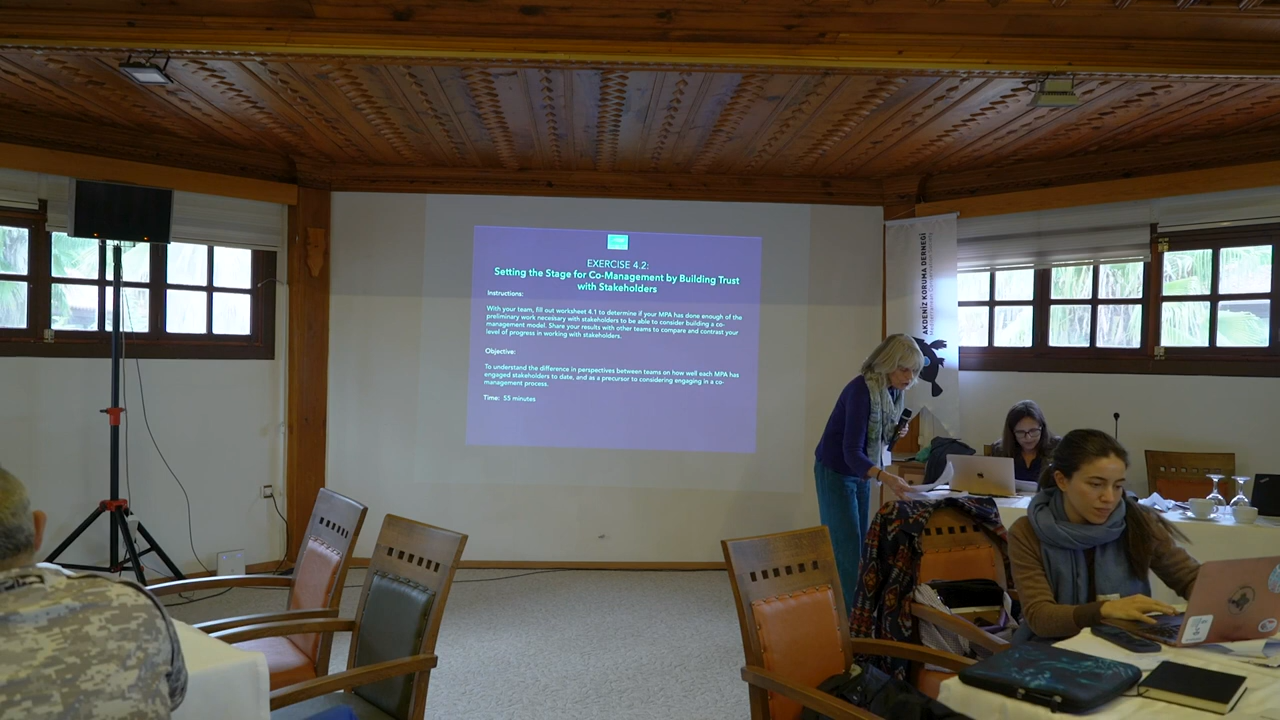 EXERCISE 4.2:
Setting the Stage for Co-Management by Building Trust
with Stakeholders
Instructions:
With your team, fill out worksheet 4.1 to determine if your MPA has done enough of the
preliminary work necessary with stakeholders to be able to consider building a co-
management model. Share your results with other teams to compare and contrast your
level of progress in working with stakeholders.
Objective:
To understand the difference in perspectives between teams on how well each MPA has
engaged stakeholders to date, and as a precursor to considering engaging in a co-
management process.
Time: 55 minutes
AKDENİZ KORUMA DERNEĞİ
Mediterranean Conservation Society